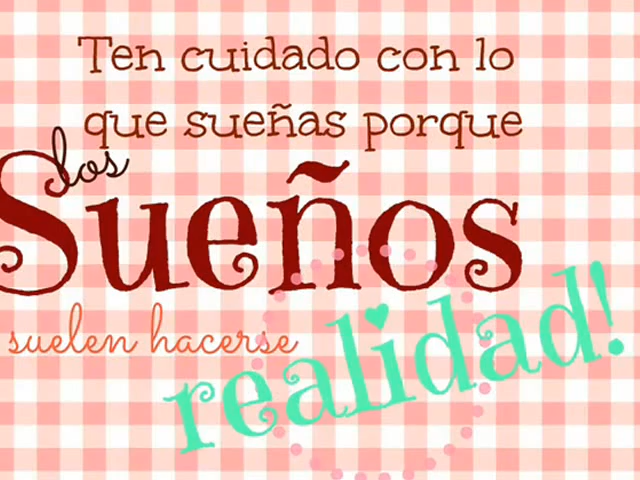 Ten cuidado con lo
que sueñas porque
los
Sueños
suelen hacerse
realidad!